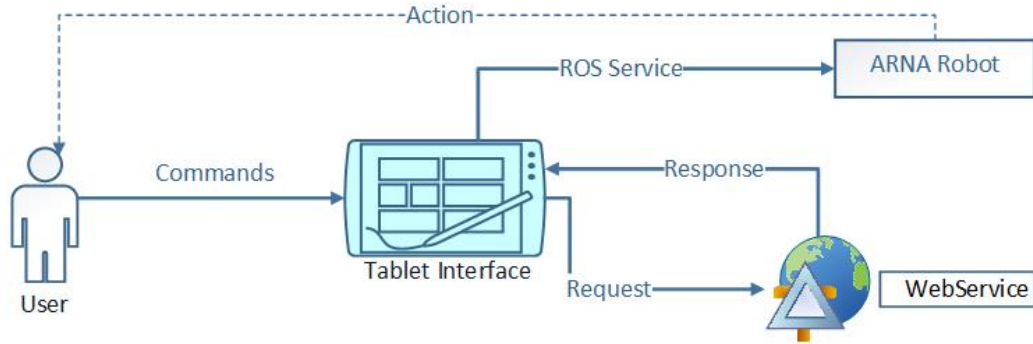 Action
ROS Service
ARNA Robot
Commands
Response
Tablet Interface
Request
WebService
User